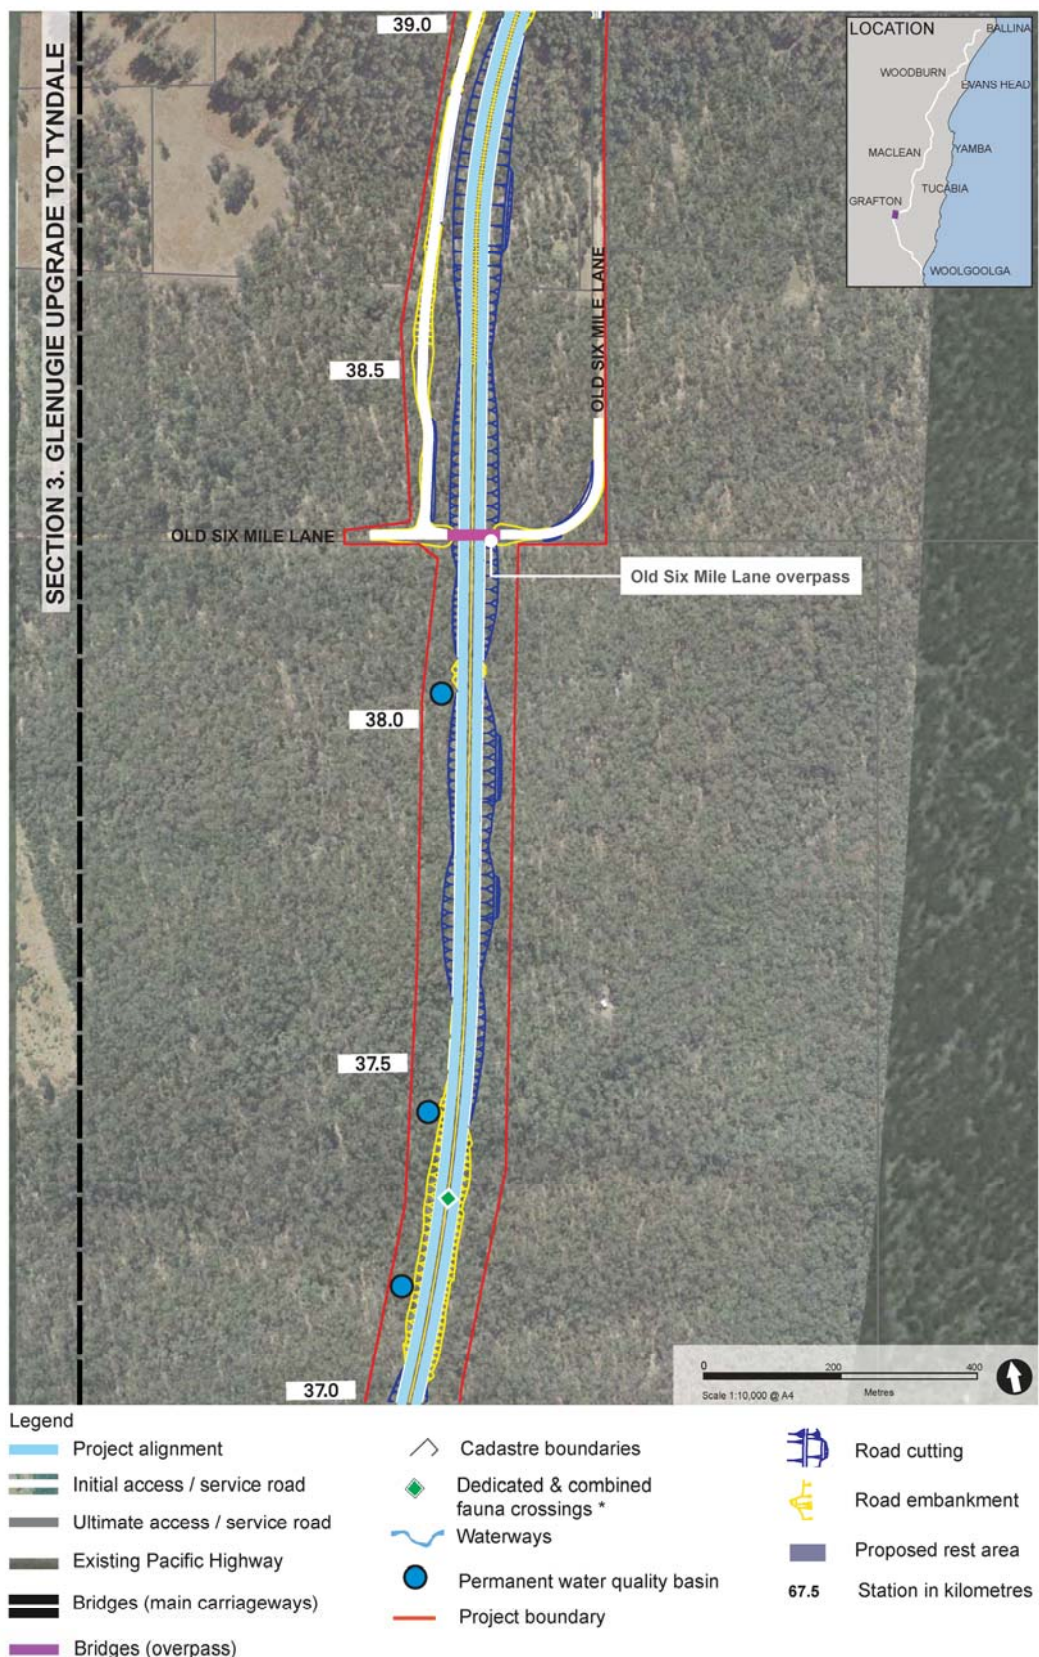 SECTION 3. GLENUGIE UPGRADE TO TYNDALE
39.0
LOCATION
BALLINA
WOODBURN
EVANS HEAD
MACLEAN
YAMBA
TUCABIA
GRAFTON
WOOLGOOLGA
OLD SIX MILE LANE
38.5
OLD SIX MILE LANE
Old Six Mile Lane overpass
38.0
37.5
37.0
0 200 400
Scale 1:10,000 @ A4 Metres
Legend
Project alignment
Initial access / service road
Ultimate access / service road
Existing Pacific Highway
Bridges (main carriageways)
Bridges (overpass)
Cadastre boundaries
Dedicated & combined
fauna crossings *
Waterways
Permanent water quality basin
Project boundary
Road cutting
Road embankment
Proposed rest area
67.5 Station in kilometres